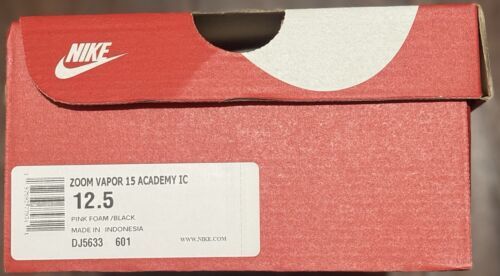 NIKE
ZOOM VAPOR 15 ACADEMY IC
12.5
PINK FOAM /BLACK
MADE IN INDONESIA
DJ5633 601
WWW.NIKE.COM